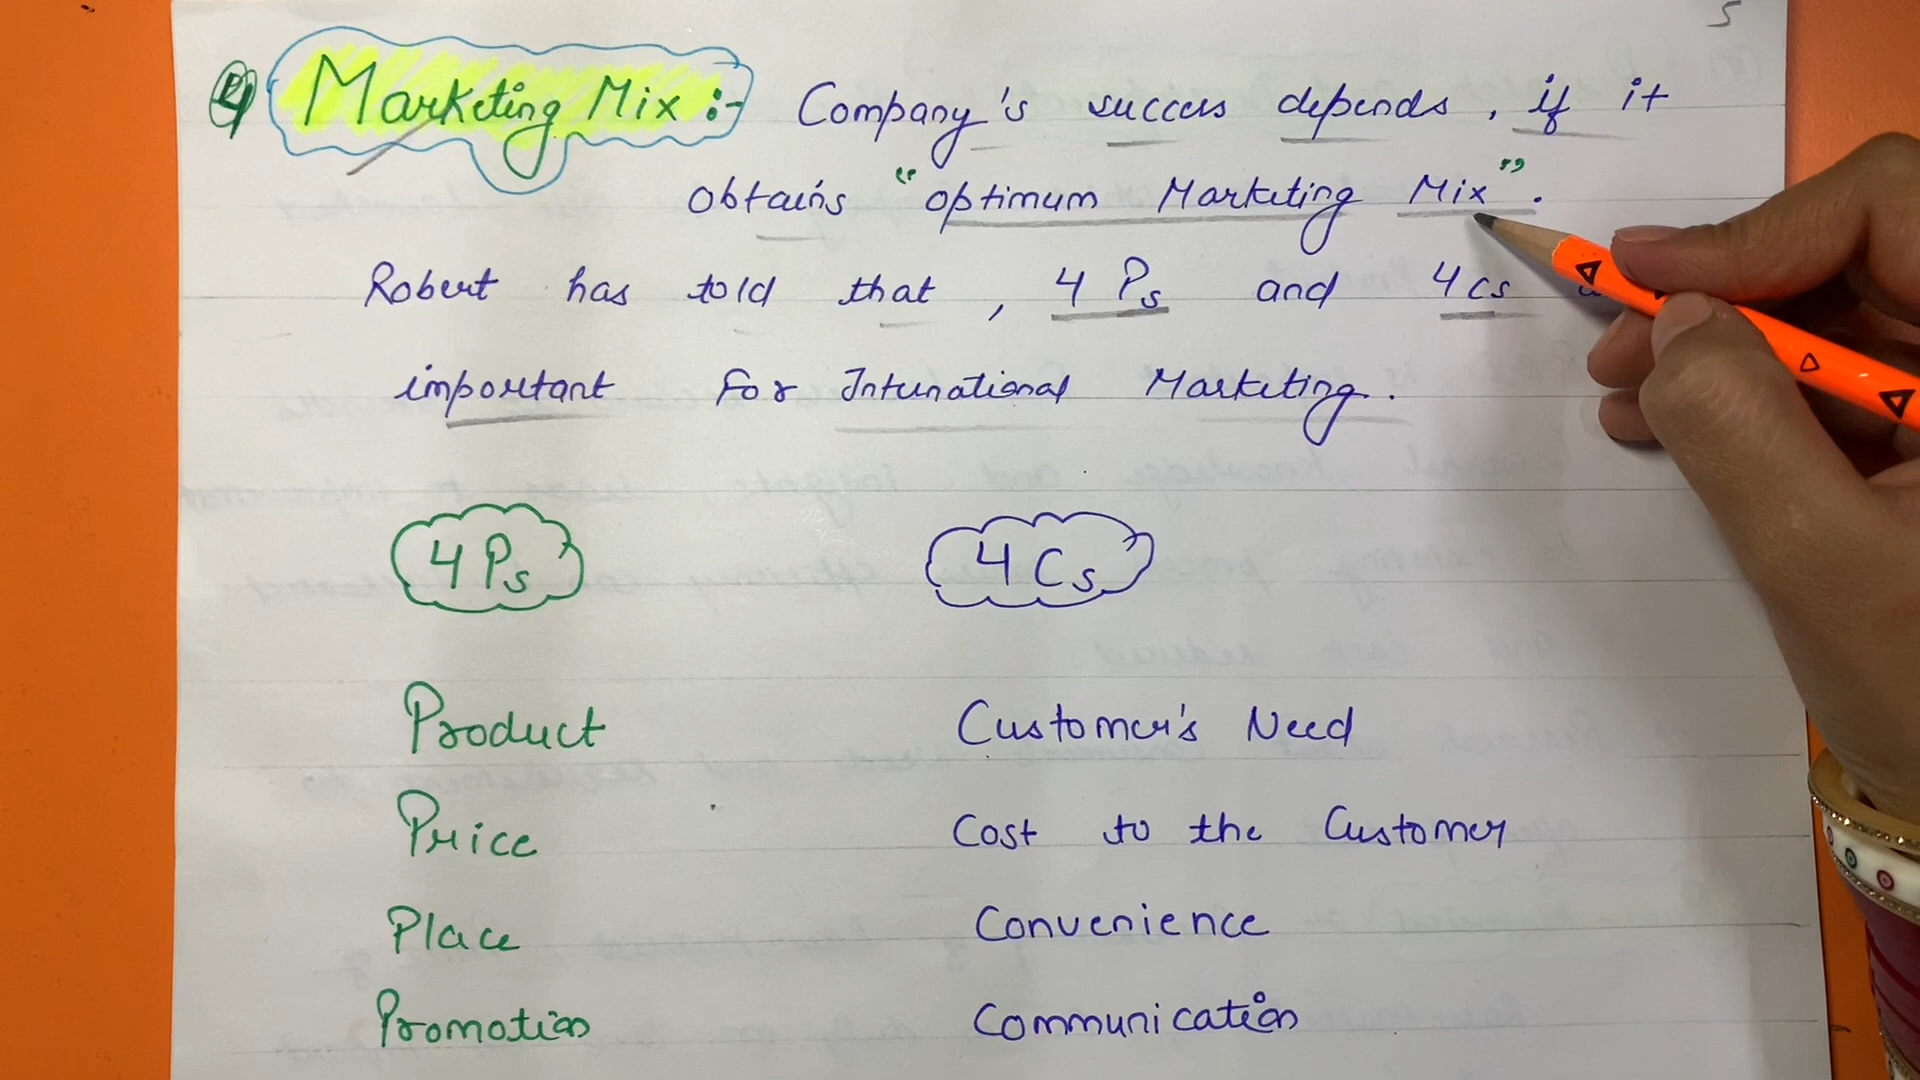 5
4 Marketing Mix :- Company's success depends, if it
obtains "optimum Marketing Mix".
Robert has told that, 4 Ps and 4 Cs
important For International Marketing.
4 Ps 4 Cs
Product Customer's Need
Price Cost to the Customer
Place Convenience
Promotion Communication